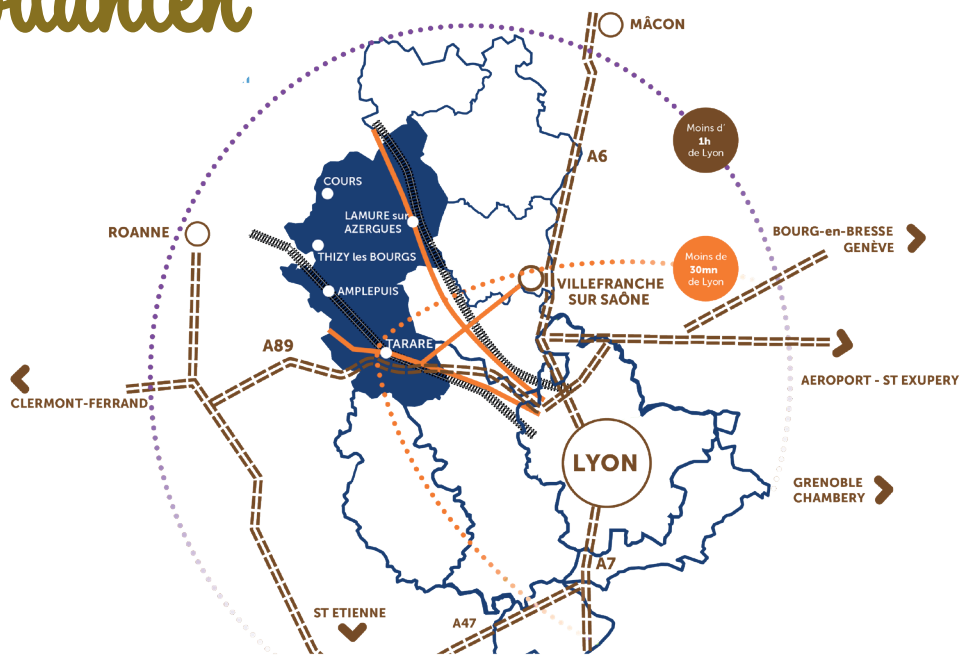 MÂCON
Moins d'
1h
de Lyon
A6
COURS
LAMURE sur
AZERGUES
ROANNE
BOURG-en-BRESSE
GENÈVE
THIZY les BOURGS
Moins de
30mn
de Lyon
VILLEFRANCHE
SUR SAÔNE
AMPLEPUIS
TARARE
A89
AEROPORT - ST EXUPERY
CLERMONT-FERRAND
LYON
GRENOBLE
CHAMBERY
A7
ST ETIENNE
A47